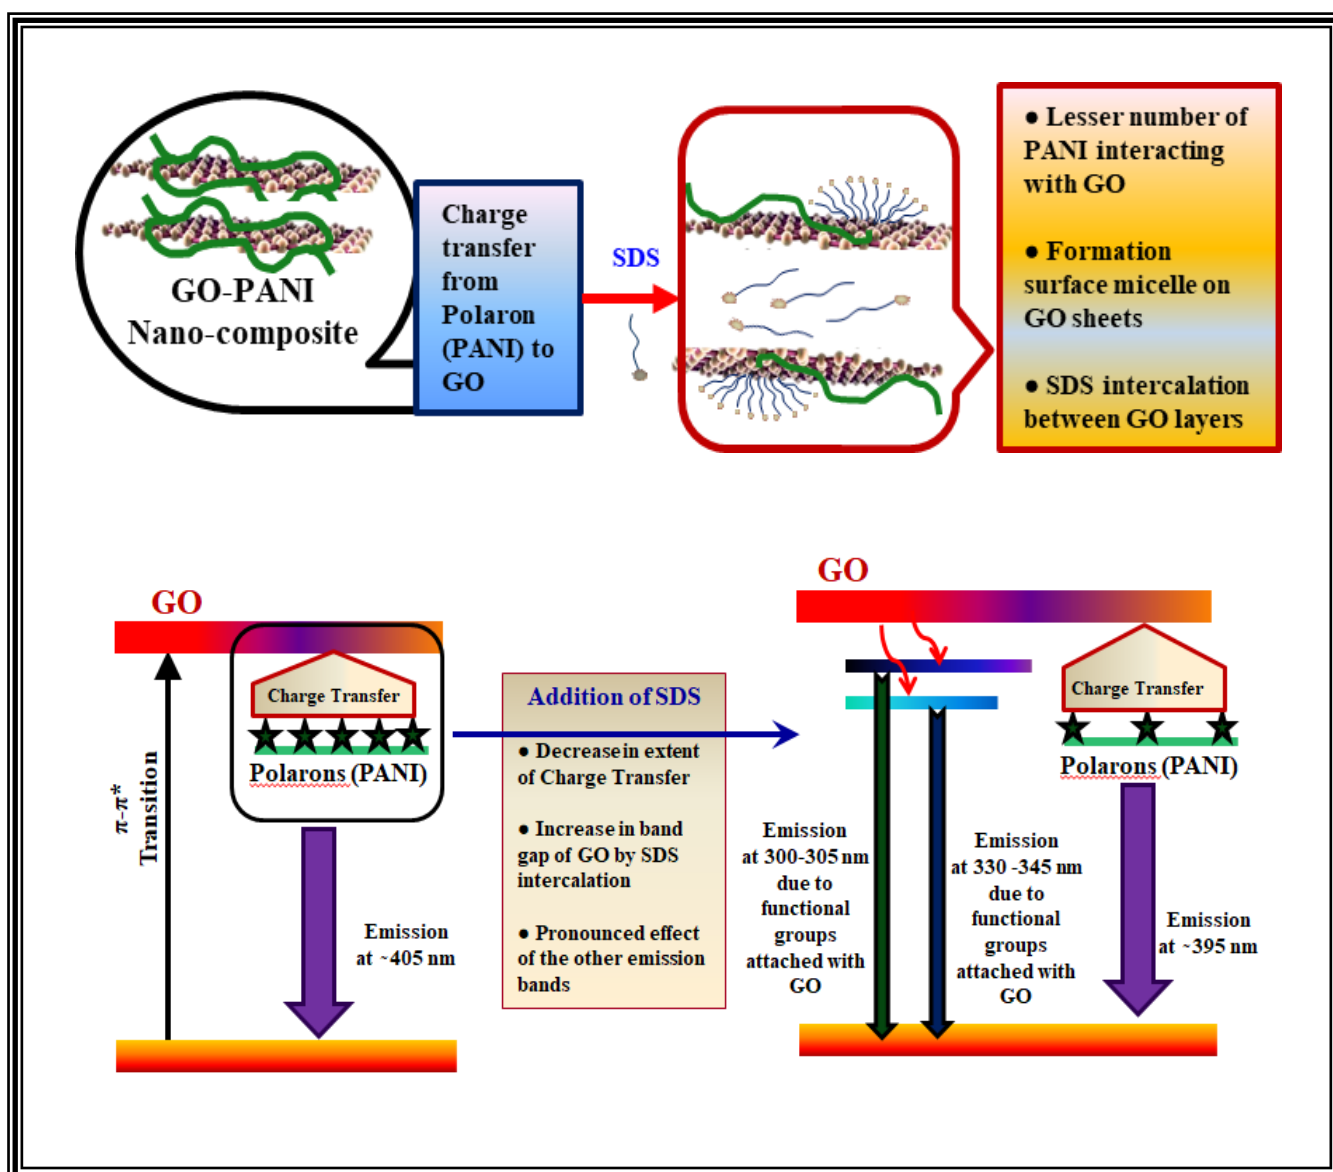 GO-PANI
Nano-composite
Charge
transfer
from
Polaron
(PANI) to
GO
SDS
● Lesser number of
PANI interacting
with GO
● Formation
surface micelle on
GO sheets
● SDS intercalation
between GO layers
GO
Charge Transfer
Polarons (PANI)
π-π*
Transition
Emission
at ~405 nm
Addition of SDS
● Decrease in extent
of Charge Transfer
● Increase in band
gap of GO by SDS
intercalation
● Pronounced effect
of the other emission
bands
GO
Charge Transfer
Polarons (PANI)
Emission
at 300-305 nm
due to
functional
groups
attached with
GO
Emission
at 330 -345 nm
due to
functional
groups
attached with
GO
Emission
at ~395 nm